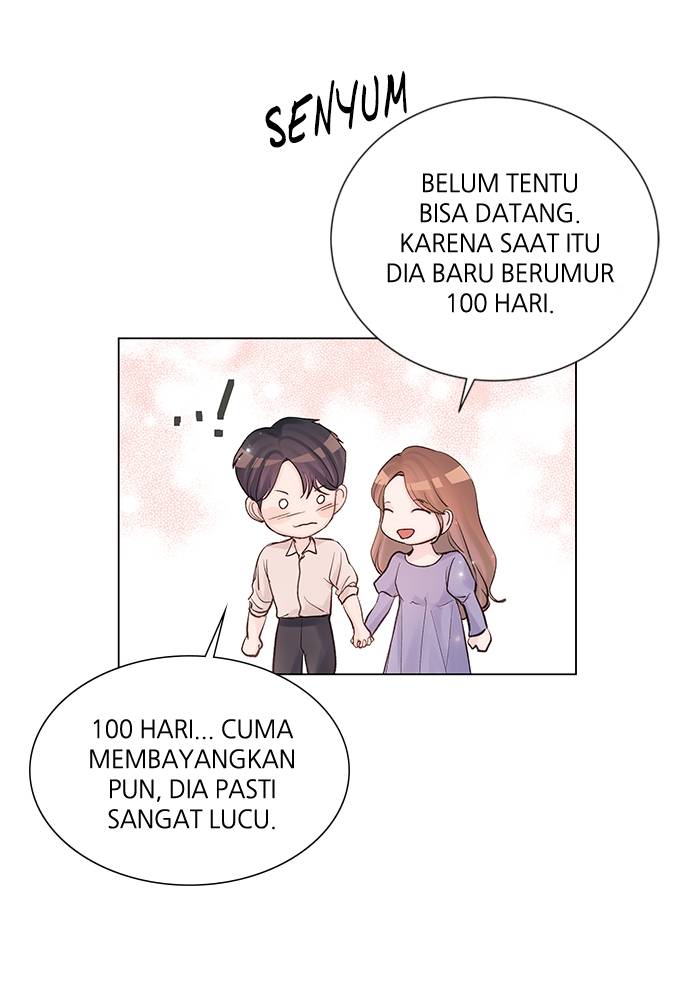 SENYUM
BELUM TENTU
BISA DATANG.
KARENA SAAT ITU
DIA BARU BERUMUR
100 HARI.
...!
100 HARI... CUMA
MEMBAYANGKAN
PUN, DIA PASTI
SANGAT LUCU.